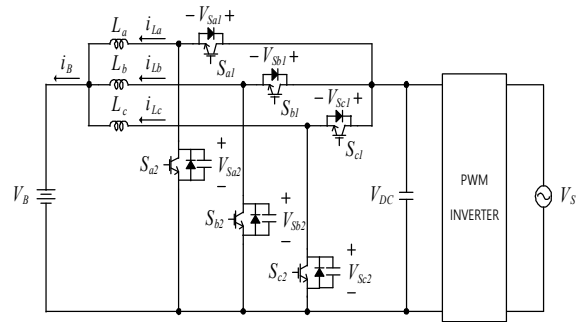 L_a i_La − V_Sa1 + S_a1
i_B L_b i_Lb − V_Sb1 + S_b1
L_c i_Lc − V_Sc1 + S_c1
S_a2 + V_Sa2 −
V_B S_b2 + V_Sb2 −
S_c2 + V_Sc2 −
V_DC
PWM
INVERTER
V_S